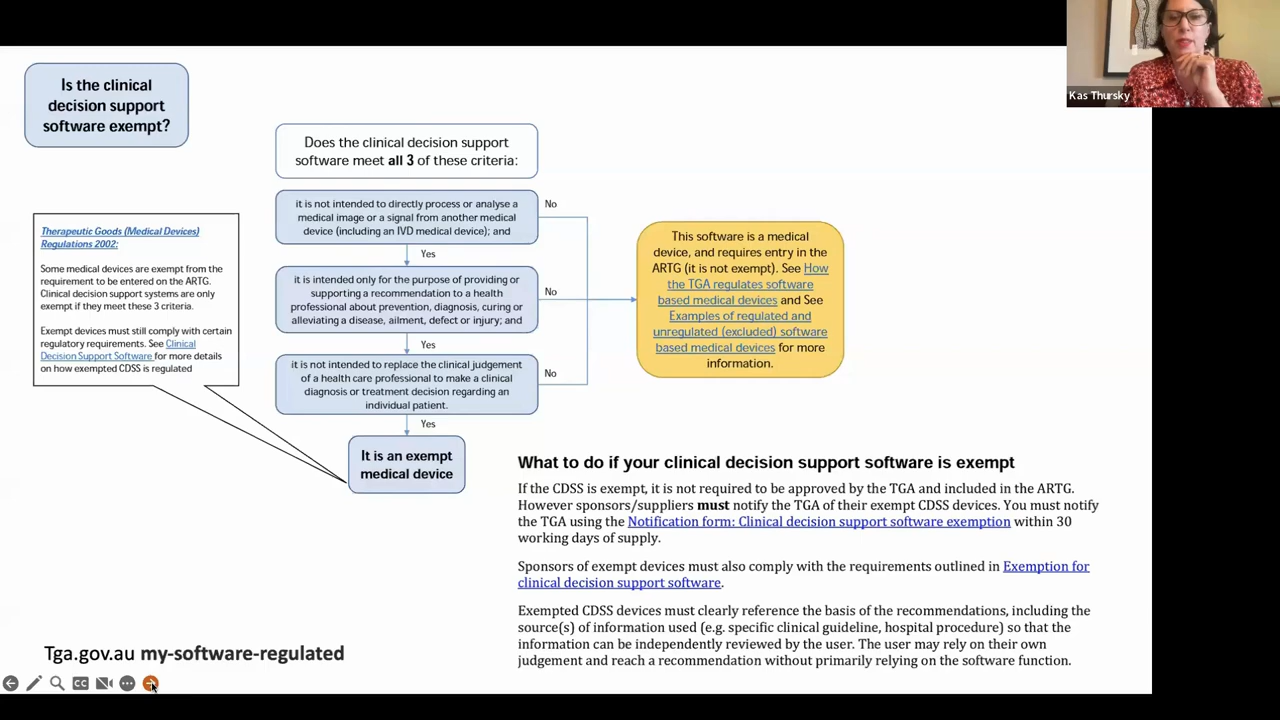 Kas Thursky
Is the clinical
decision support
software exempt?
Does the clinical decision support
software meet all 3 of these criteria:
it is not intended to directly process or analyse a
medical image or a signal from another medical
device (including an IVD medical device); and
No
Yes
it is intended only for the purpose of providing or
supporting a recommendation to a health
professional about prevention, diagnosis, curing or
alleviating a disease, ailment, defect or injury; and
No
Yes
it is not intended to replace the clinical judgement
of a health care professional to make a clinical
diagnosis or treatment decision regarding an
individual patient.
No
Yes
It is an exempt
medical device
Therapeutic Goods (Medical Devices)
Regulations 2002:
Some medical devices are exempt from the
requirement to be entered on the ARTG.
Clinical decision support systems are only
exempt if they meet these 3 criteria.
Exempt devices must still comply with certain
regulatory requirements. See Clinical
Decision Support Software for more details
on how exempted CDSS is regulated
This software is a medical
device, and requires entry in the
ARTG (it is not exempt). See How
the TGA regulates software
based medical devices and See
Examples of regulated and
unregulated (excluded) software
based medical devices for more
information.
What to do if your clinical decision support software is exempt
If the CDSS is exempt, it is not required to be approved by the TGA and included in the ARTG.
However sponsors/suppliers must notify the TGA of their exempt CDSS devices. You must notify
the TGA using the Notification form: Clinical decision support software exemption within 30
working days of supply.
Sponsors of exempt devices must also comply with the requirements outlined in Exemption for
clinical decision support software.
Exempted CDSS devices must clearly reference the basis of the recommendations, including the
source(s) of information used (e.g. specific clinical guideline, hospital procedure) so that the
information can be independently reviewed by the user. The user may rely on their own
judgement and reach a recommendation without primarily relying on the software function.
Tga.gov.au my-software-regulated
CC